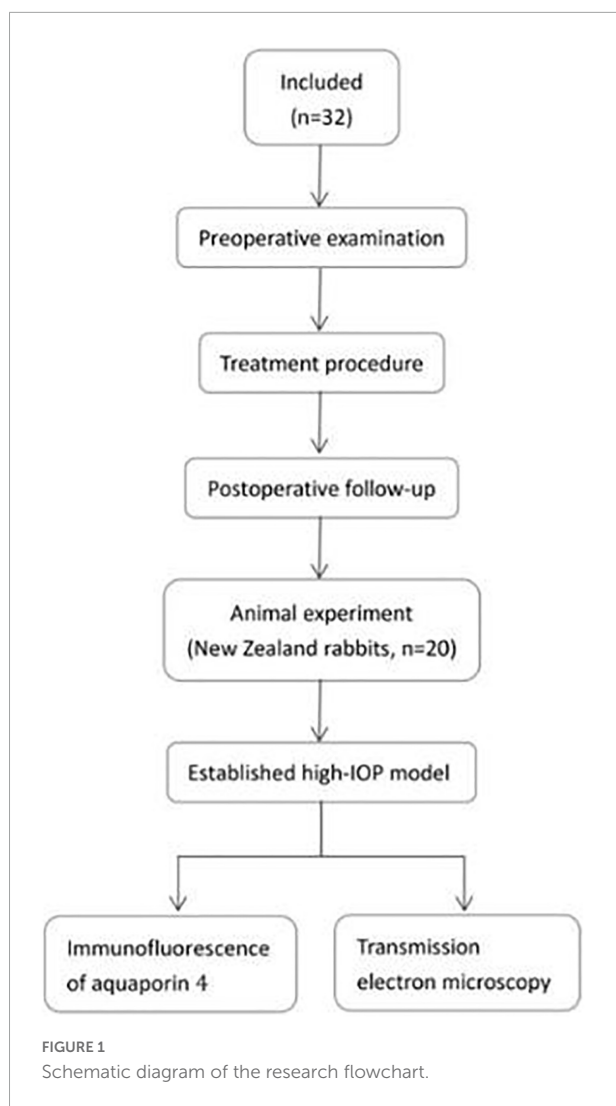 Included
(n=32)
Preoperative examination
Treatment procedure
Postoperative follow-up
Animal experiment
(New Zealand rabbits, n=20)
Established high-IOP model
Immunofluorescence
of aquaporin 4
Transmission
electron microscopy
FIGURE 1
Schematic diagram of the research flowchart.